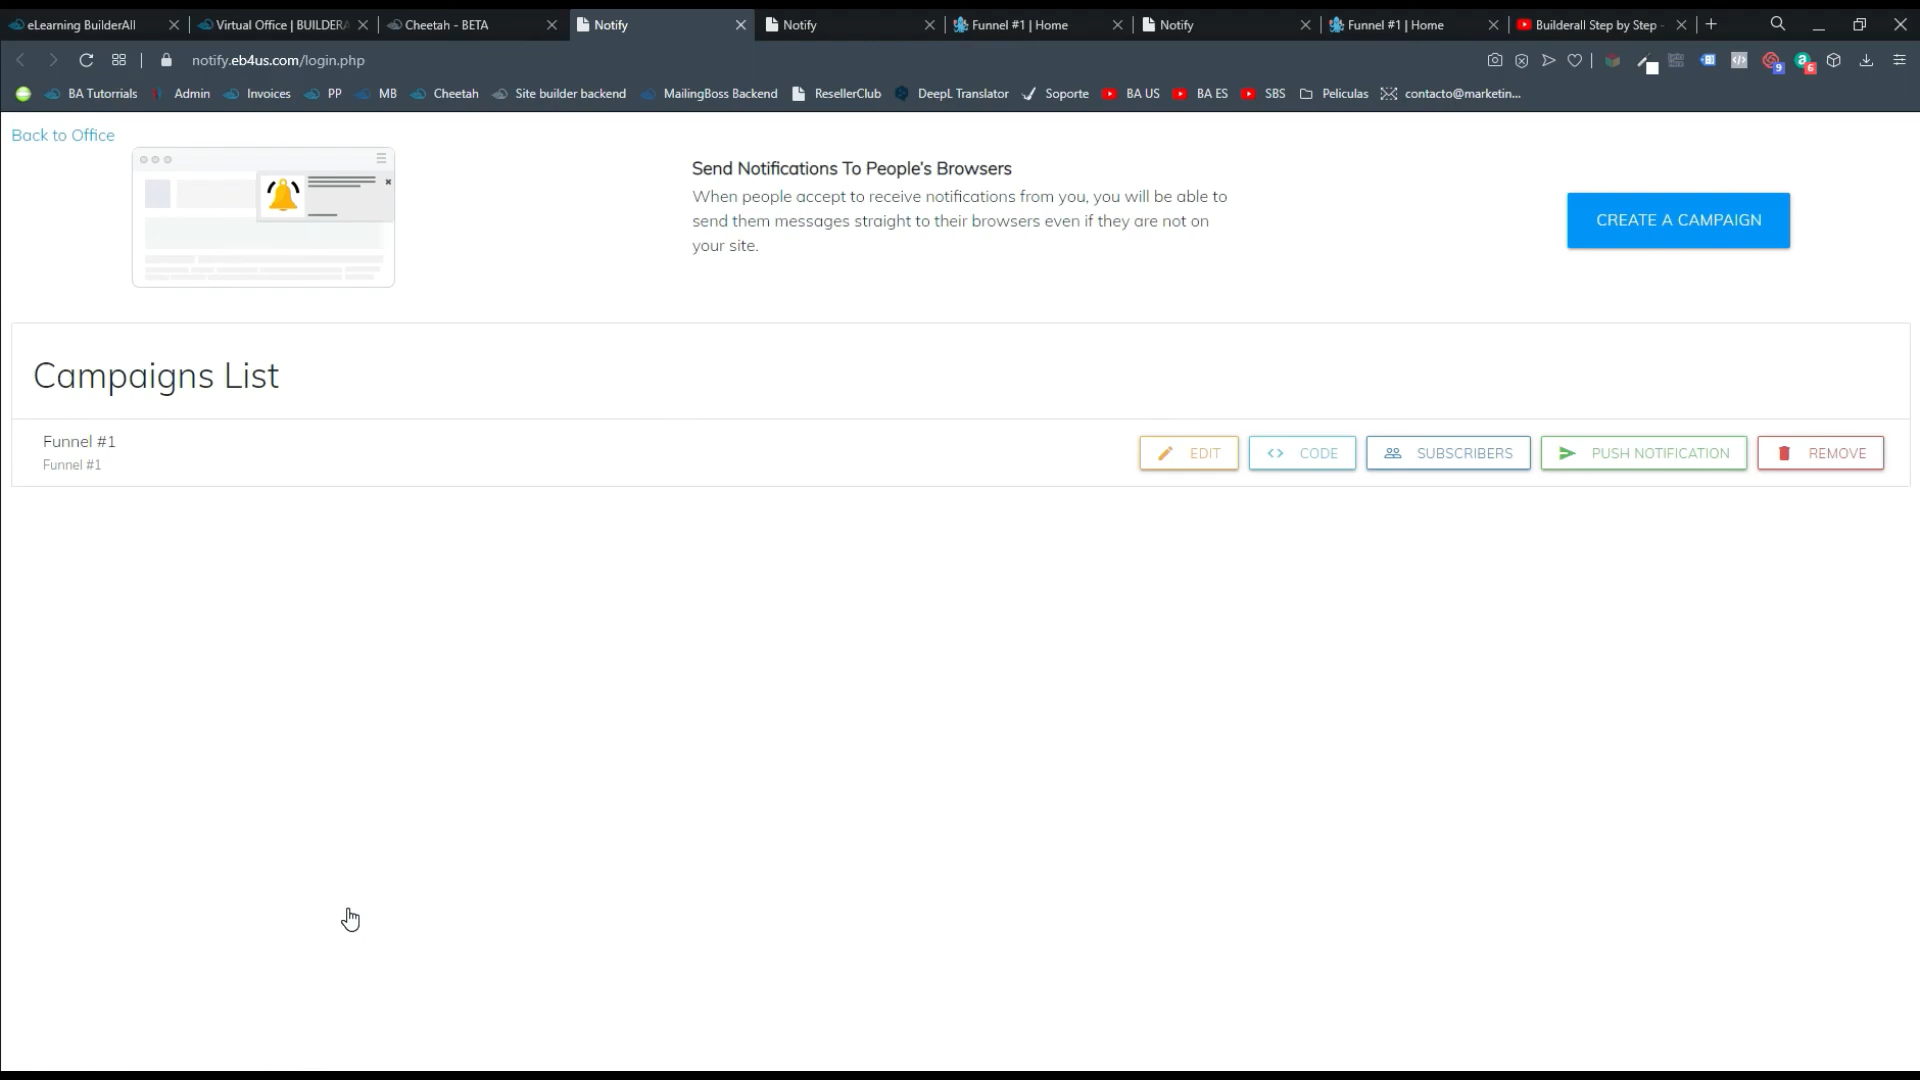 eLearning BuilderAll
Virtual Office | BUILDERA
Cheetah - BETA
Notify
Notify
Funnel #1 | Home
Notify
Funnel #1 | Home
Builderall Step by Step -
notify.eb4us.com/login.php
9
6
BA Tutorrials
Admin
Invoices
PP
MB
Cheetah
Site builder backend
MailingBoss Backend
ResellerClub
DeepL Translator
Soporte
BA US
BA ES
SBS
Peliculas
contacto@marketin...
Back to Office
Send Notifications To People's Browsers
When people accept to receive notifications from you, you will be able to
send them messages straight to their browsers even if they are not on
your site.
CREATE A CAMPAIGN
Campaigns List
Funnel #1
Funnel #1
EDIT
CODE
SUBSCRIBERS
PUSH NOTIFICATION
REMOVE